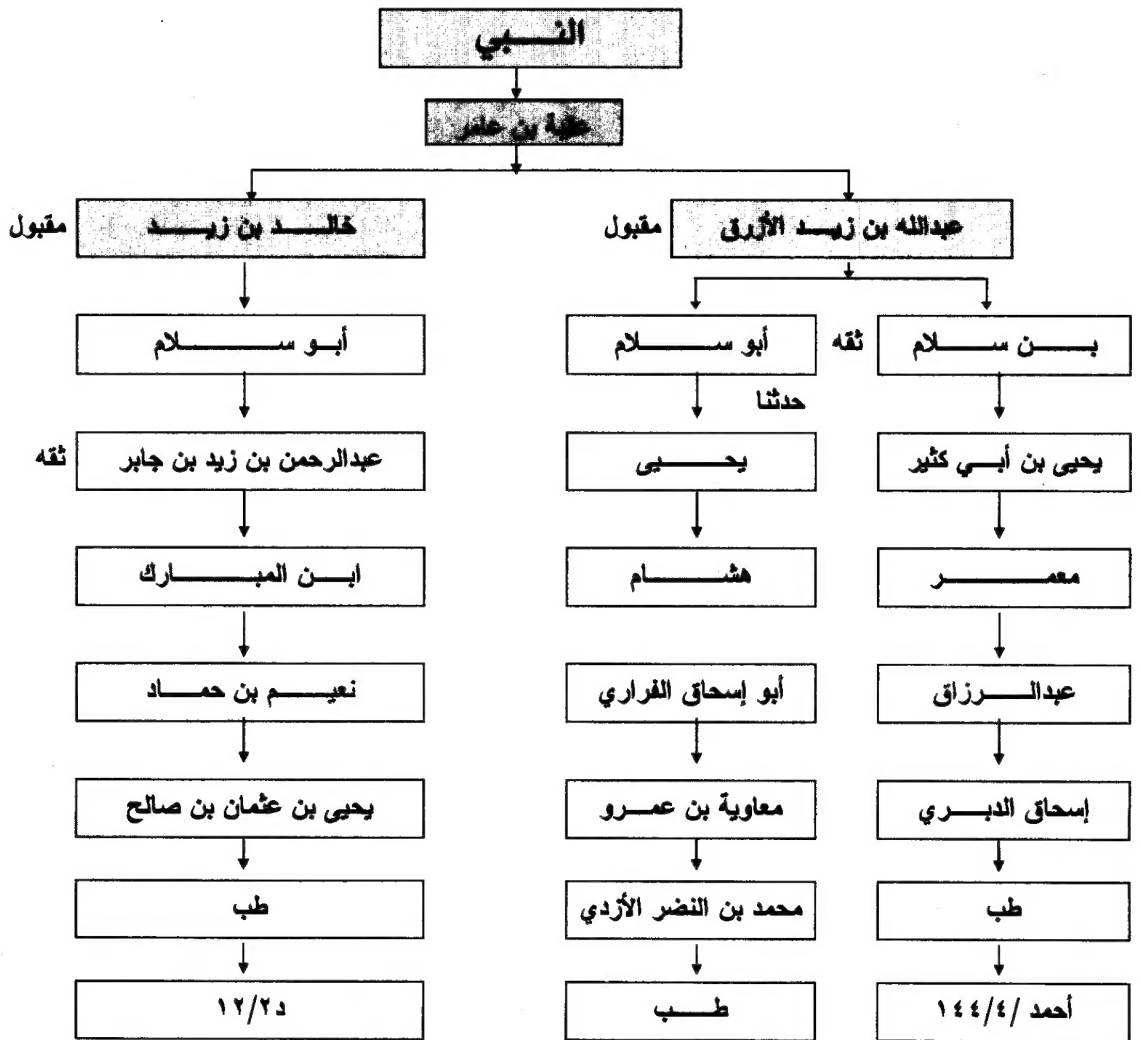 النبي
عقبة بن عامر
عبدالله بن زيد الأزرق مقبول خالد بن زيد مقبول
بن سلام ثقه أبو سلام أبو سلام
حدثنا
يحيى بن أبي كثير يحيى عبدالرحمن بن زيد بن جابر ثقه
معمر هشام ابن المبارك
عبدالرزاق أبو إسحاق الفراري نعيم بن حماد
إسحاق الدبري معاوية بن عمرو يحيى بن عثمان بن صالح
طب محمد بن النضر الأزدي طب
أحمد /١٤٤/٤ طب د١٢/٢